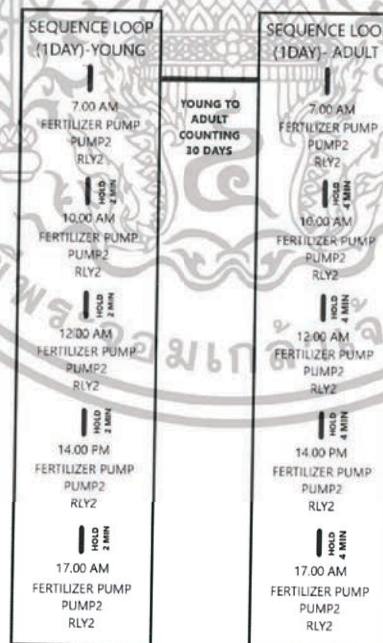 SEQUENCE LOOP
(1DAY)-YOUNG
7.00 AM
FERTILIZER PUMP
PUMP2
RLY2
HOLD
2 MIN
10.00 AM
FERTILIZER PUMP
PUMP2
RLY2
HOLD
2 MIN
12.00 AM
FERTILIZER PUMP
PUMP2
RLY2
HOLD
2 MIN
14.00 PM
FERTILIZER PUMP
PUMP2
RLY2
HOLD
2 MIN
17.00 AM
FERTILIZER PUMP
PUMP2
RLY2
YOUNG TO
ADULT
COUNTING
30 DAYS
SEQUENCE LOO
(1DAY)- ADULT
7.00 AM
FERTILIZER PUMP
PUMP2
RLY2
HOLD
4 MIN
10.00 AM
FERTILIZER PUMP
PUMP2
RLY2
HOLD
4 MIN
12.00 AM
FERTILIZER PUMP
PUMP2
RLY2
HOLD
4 MIN
14.00 PM
FERTILIZER PUMP
PUMP2
RLY2
HOLD
4 MIN
17.00 AM
FERTILIZER PUMP
PUMP2
RLY2